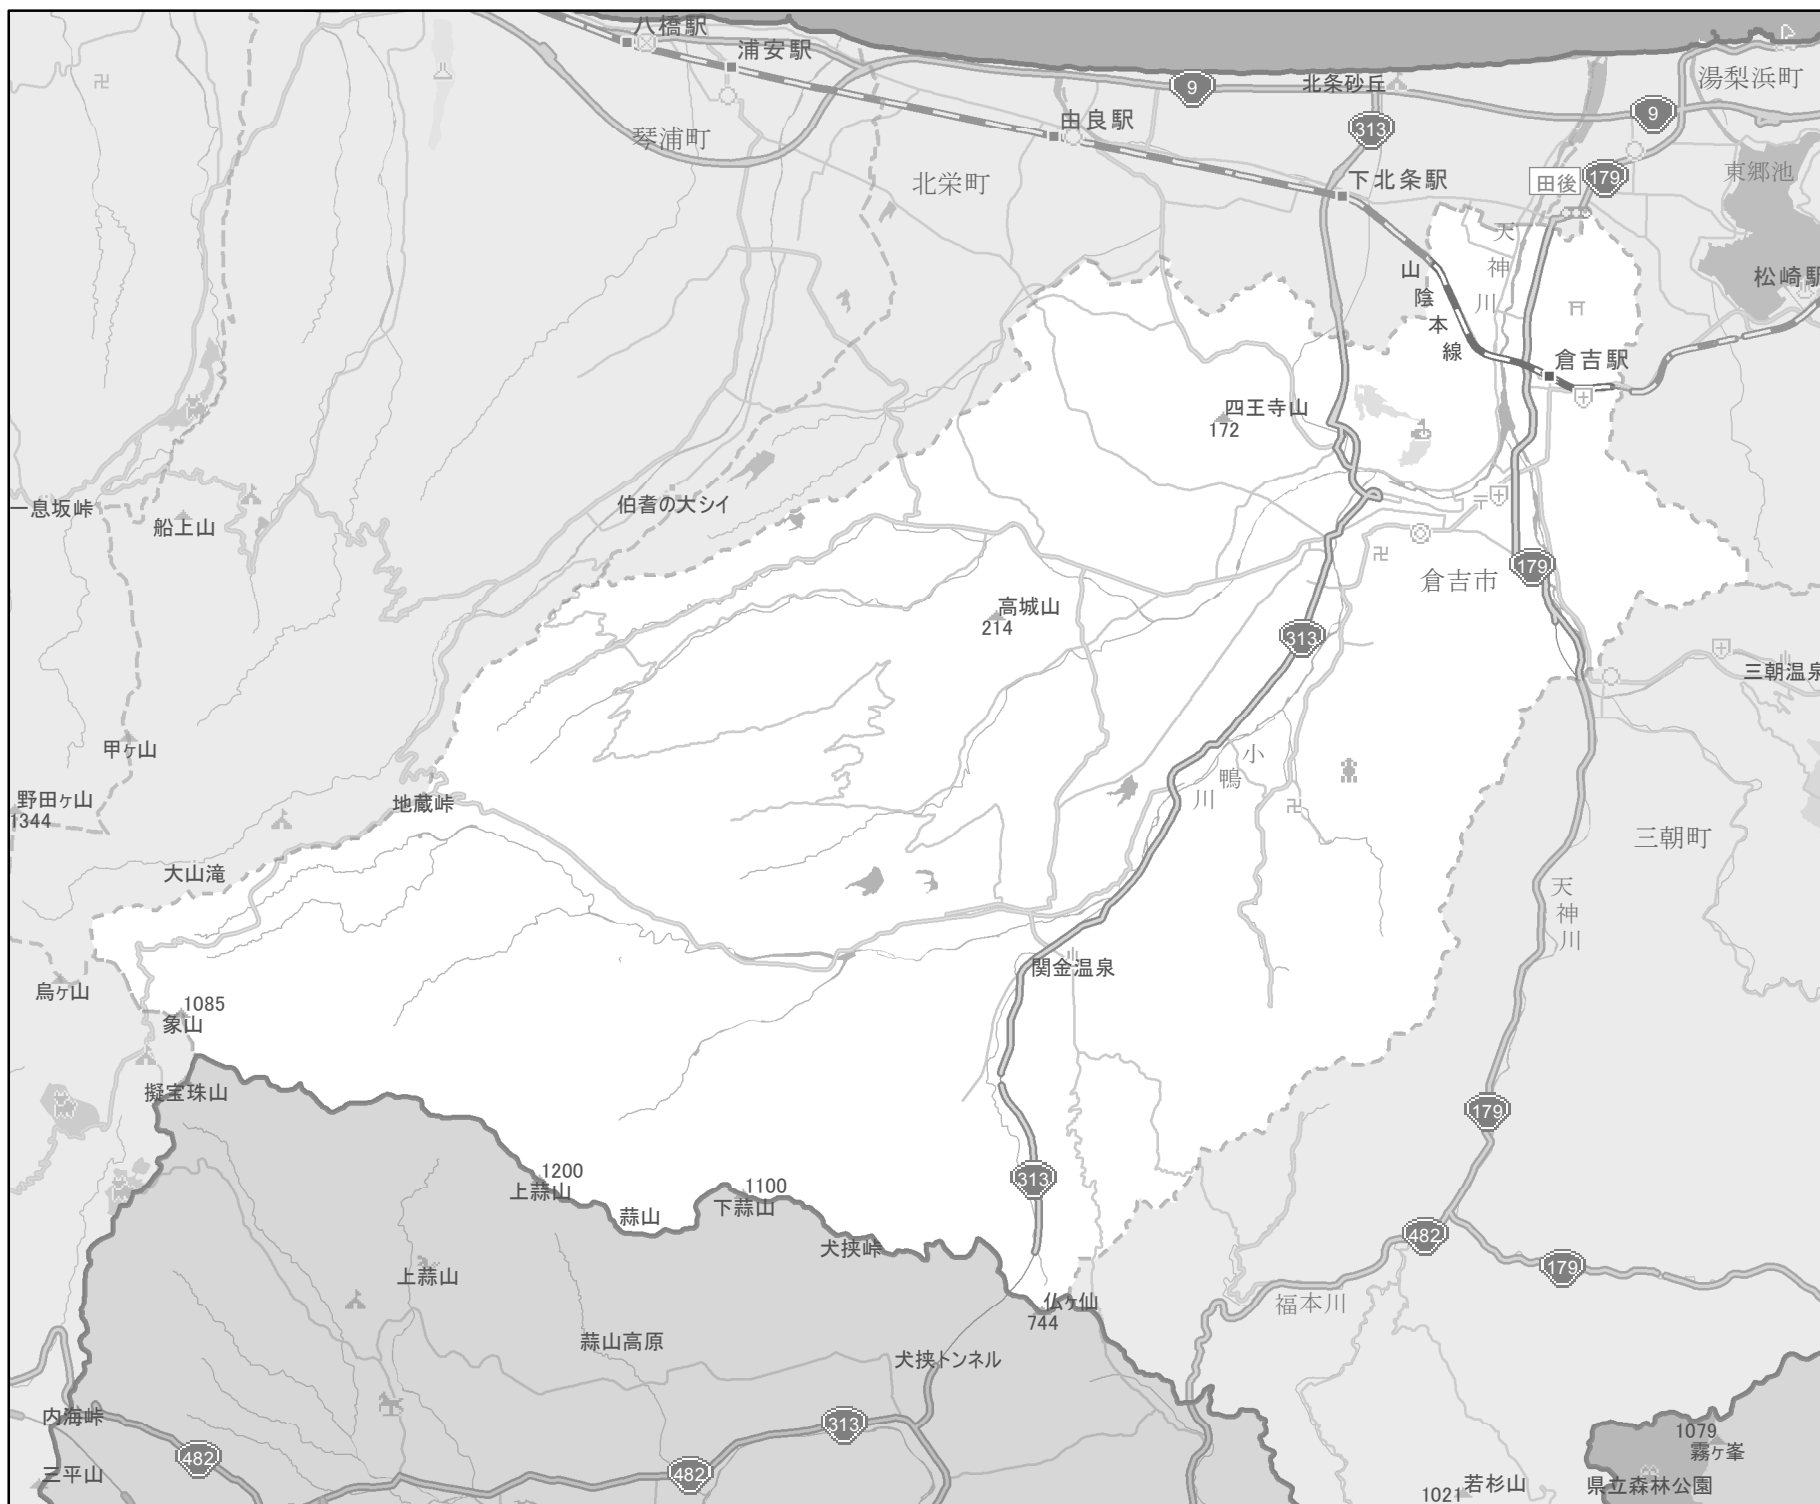 八橋駅
浦安駅
9
北条砂丘
湯梨浜町
9
琴浦町
由良駅
313
北栄町
下北条駅
田後
179
東郷池
天神川
山陰本線
松崎駅
倉吉駅
四王寺山
172
一息坂峠
船上山
伯耆の大シイ
179
倉吉市
高城山
214
313
三朝温泉
甲ヶ山
小鴨川
野田ヶ山
1344
地蔵峠
三朝町
大山滝
天神川
関金温泉
烏ヶ山
1085
象山
擬宝珠山
179
1200
上蒜山
蒜山
1100
下蒜山
313
犬挟峠
482
179
上蒜山
仏ヶ仙
744
福本川
蒜山高原
犬挟トンネル
内海峠
313
482
482
三平山
1079
霧ヶ峯
県立森林公園
1021
若杉山